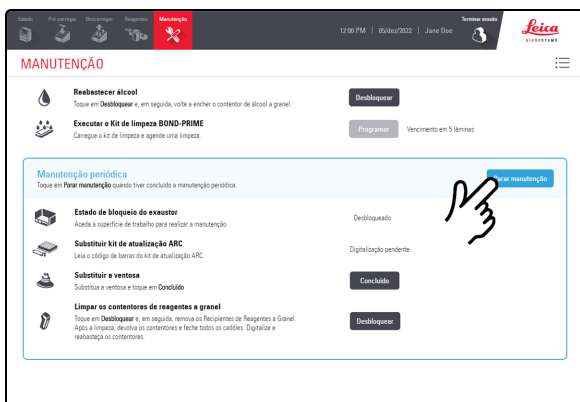 Estado Pré-carregar Descarregar Reagentes Manutenção
12:00 PM | 05/dez/2022 | Jane Doe Terminar sessão
Leica
BIOSYSTEMS
MANUTENÇÃO
Reabastecer álcool
Toque em Desbloquear e, em seguida, volte a encher o contentor de álcool a granel.
Desbloquear
Executar o Kit de limpeza BOND-PRIME
Carregue o kit de limpeza e agende uma limpeza.
Programar Vencimento em 5 lâminas
Manutenção periódica
Toque em Parar manutenção quando tiver concluído a manutenção periódica
Parar manutenção
Estado de bloqueio do exaustor
Aceda à superfície de trabalho para realizar a manutenção.
Desbloqueado
Substituir kit de atualização ARC
Leia o código de barras do kit de atualização ARC.
Digitalização pendente
Substituir a ventosa
Substitua a ventosa e toque em Concluído
Concluído
Limpar os contentores de reagentes a granel
Toque em Desbloquear e, em seguida, remova os Recipientes de Reagentes a Granel.
Após a limpeza, devolva os contentores e feche todos os caddies. Digitalize e
reabasteça os contentores.
Desbloquear